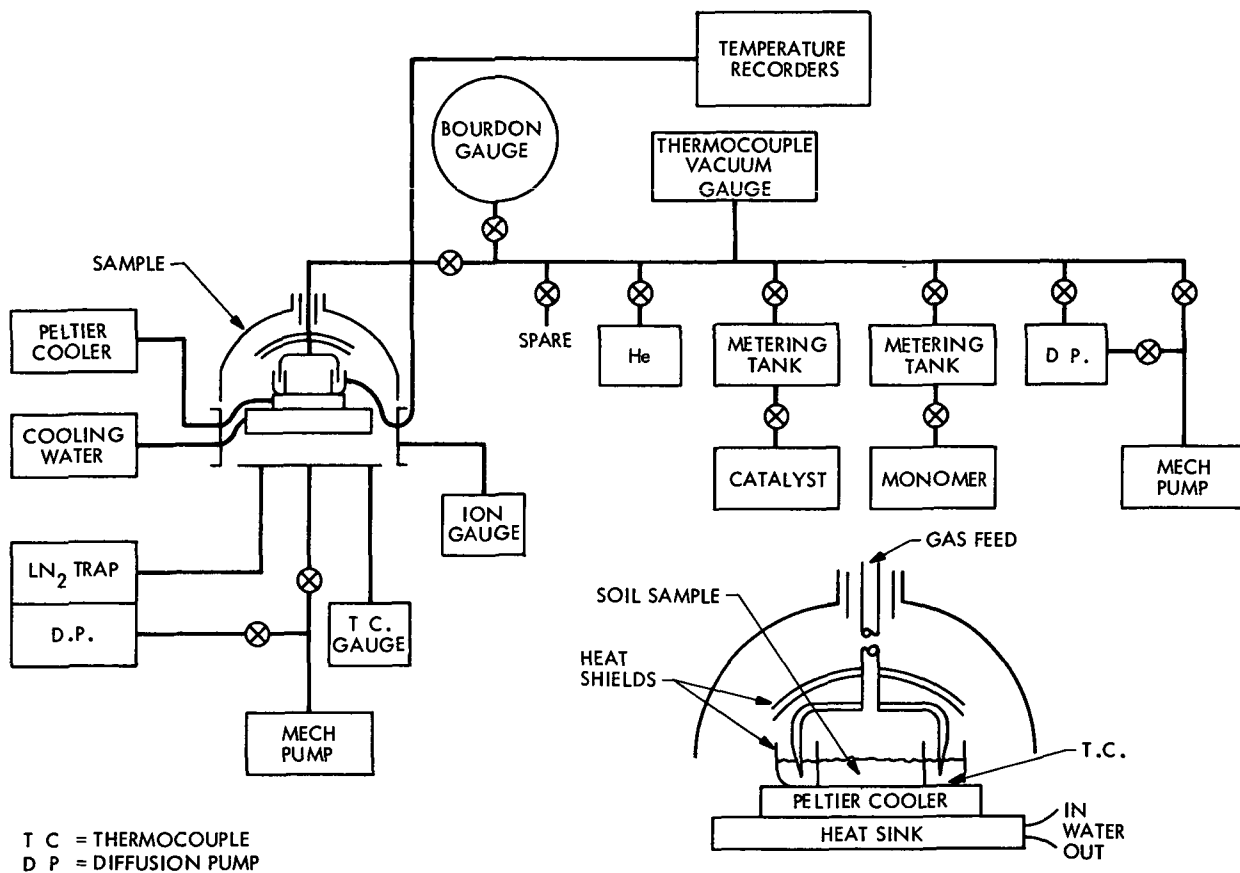 TEMPERATURE
RECORDERS
BOURDON
GAUGE
THERMOCOUPLE
VACUUM
GAUGE
SAMPLE
PELTIER
COOLER
SPARE
He
METERING
TANK
METERING
TANK
D P.
COOLING
WATER
CATALYST
MONOMER
MECH
PUMP
ION
GAUGE
LN2 TRAP
D.P.
T C.
GAUGE
MECH
PUMP
GAS FEED
SOIL SAMPLE
HEAT
SHIELDS
T.C.
PELTIER COOLER
HEAT SINK
IN
WATER
OUT
T C = THERMOCOUPLE
D P = DIFFUSION PUMP